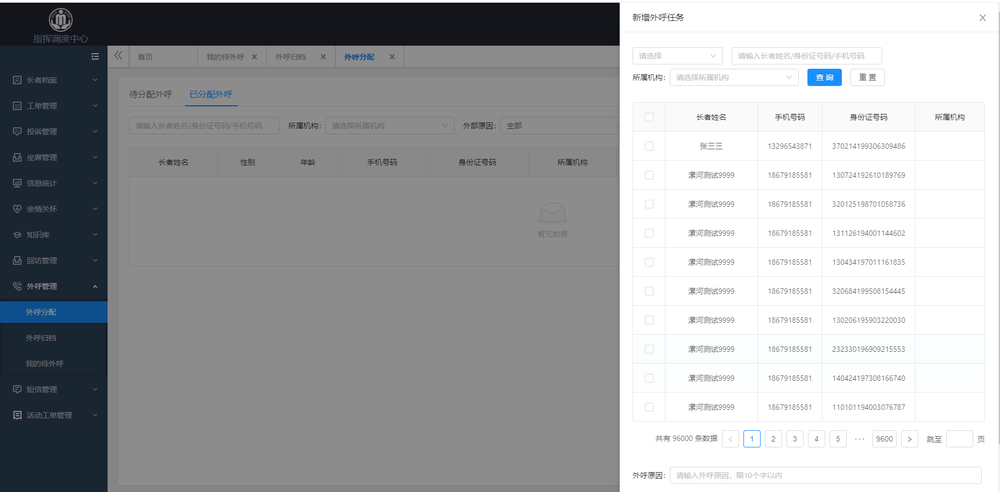 指挥调度中心
长者档案
工单管理
投诉管理
坐席管理
信息统计
亲情关怀
知识库
回访管理
外呼管理
外呼分配
外呼归档
我的待外呼
短信管理
活动工单管理
首页 我的待外呼 外呼归档 外呼分配
待分配外呼 已分配外呼
请输入长者姓名/身份证号码/手机号码 所属机构: 请选择所属机构 外部原因: 全部
长者姓名 性别 年龄 手机号码 身份证号码 所属机构
暂无数据
新增外呼任务
请选择 请输入长者姓名/身份证号码/手机号码
所属机构: 请选择所属机构 查询 重置
长者姓名 手机号码 身份证号码 所属机构
张三三 13296543871 370214199306309486
漯河测试9999 18679185581 130724192610189769
漯河测试9999 18679185581 320125198701058736
漯河测试9999 18679185581 131126194001144602
漯河测试9999 18679185581 130434197011161835
漯河测试9999 18679185581 320684199508154445
漯河测试9999 18679185581 130206195903220030
漯河测试9999 18679185581 232330196909215553
漯河测试9999 18679185581 140424197308166740
漯河测试9999 18679185581 110101194003076787
共有 96000 条数据 < 1 2 3 4 5 ••• 9600 > 跳至 页
外呼原因: 请输入外呼原因，限10个字以内